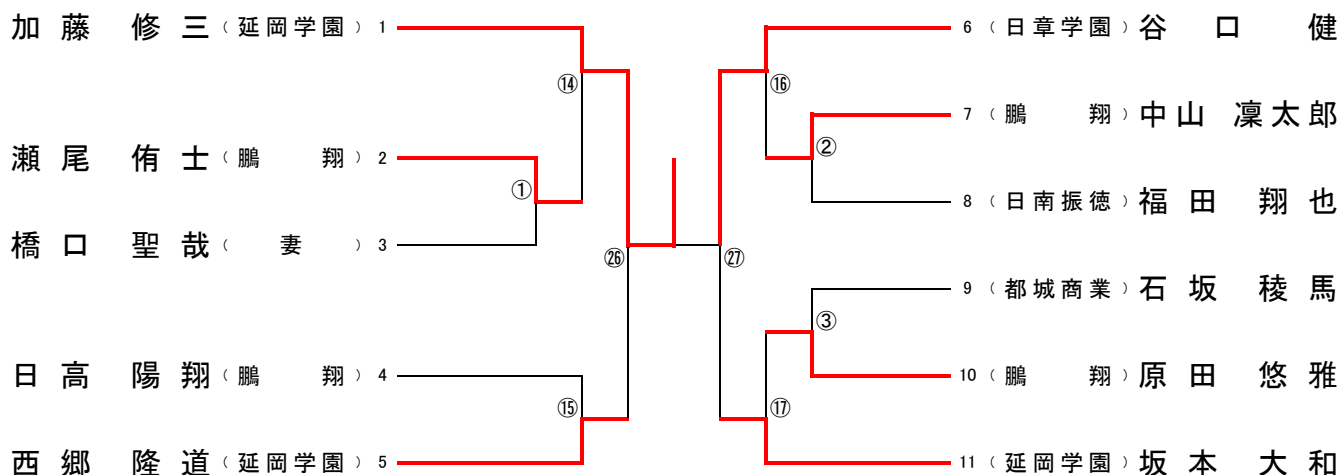 加藤 修三（延岡学園）1
瀬尾 侑士（鵬 翔）2
橋口 聖哉（ 妻 ）3
日高 陽翔（鵬 翔）4
西郷 隆道（延岡学園）5
⑭
①
⑮
㉖
㉗
⑯
②
③
⑰
6（日章学園）谷口 健
7（鵬 翔）中山 凜太郎
8（日南振徳）福田 翔也
9（都城商業）石坂 稜馬
10（鵬 翔）原田 悠雅
11（延岡学園）坂本 大和